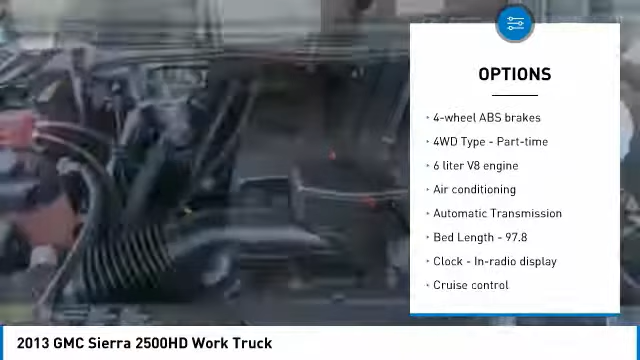 OPTIONS
4-wheel ABS brakes
4WD Type - Part-time
6 liter V8 engine
Air conditioning
Automatic Transmission
Bed Length - 97.8
Clock - In-radio display
Cruise control
2013 GMC Sierra 2500HD Work Truck